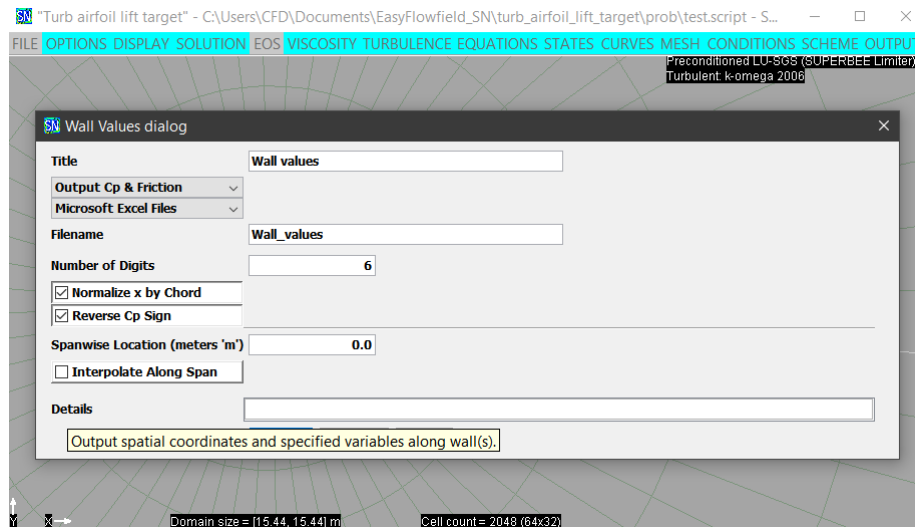 SN "Turb airfoil lift target" - C:\Users\CFD\Documents\EasyFlowfield_SN\turb_airfoil_lift_target\prob\test.script - S...
FILE OPTIONS DISPLAY SOLUTION EOS VISCOSITY TURBULENCE EQUATIONS STATES CURVES MESH CONDITIONS SCHEME OUTPUT
Preconditioned LU-SGS (SUPERBEE Limiter)
Turbulent: k-omega 2006
SN Wall Values dialog
Title Wall values
Output Cp & Friction
Microsoft Excel Files
Filename Wall_values
Number of Digits 6
Normalize x by Chord
Reverse Cp Sign
Spanwise Location (meters 'm') 0.0
Interpolate Along Span
Details
Output spatial coordinates and specified variables along wall(s).
Y X Domain size = [15.44, 15.44] m Cell count = 2048 (64x32)